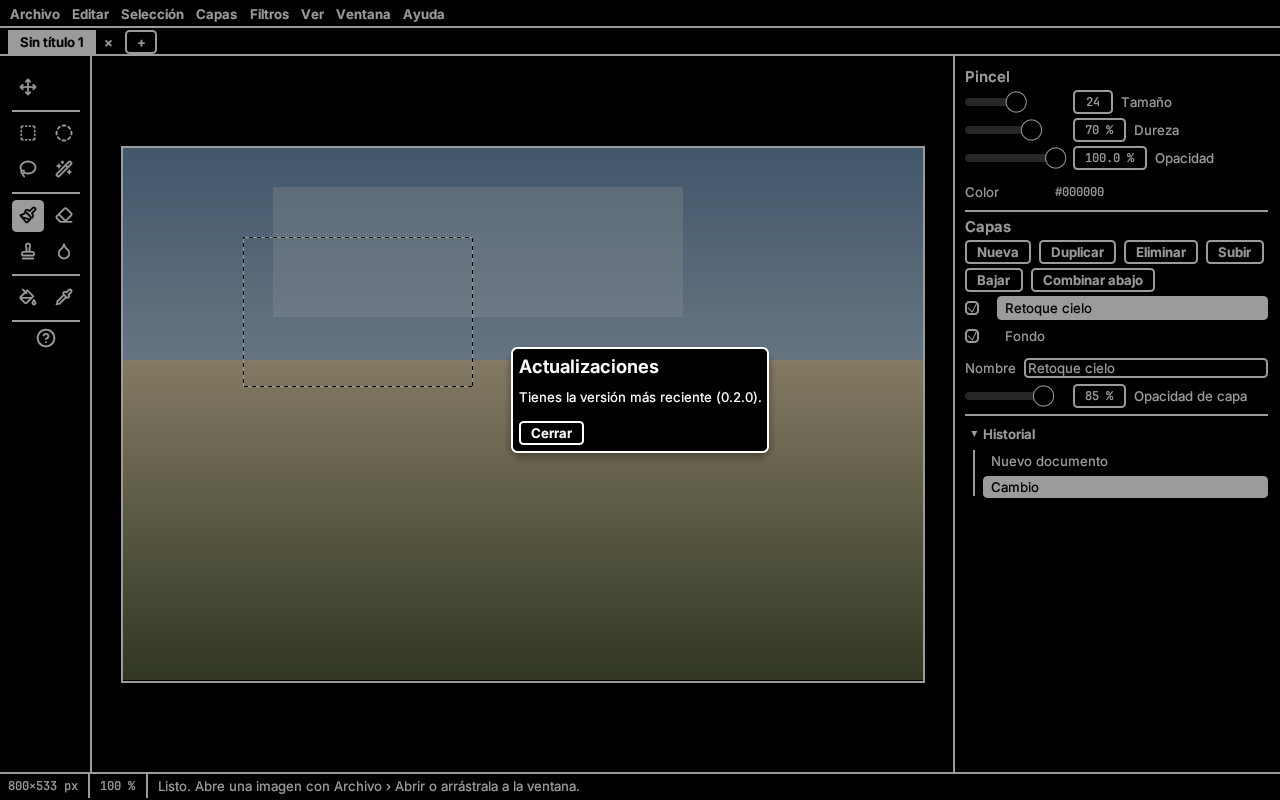 Archivo Editar Selección Capas Filtros Ver Ventana Ayuda
Sin título 1 × +
Pincel
24 Tamaño
70 % Dureza
100.0 % Opacidad
Color #000000
Capas
Nueva Duplicar Eliminar Subir
Bajar Combinar abajo
Retoque cielo
Fondo
Nombre Retoque cielo
85 % Opacidad de capa
Historial
Nuevo documento
Cambio
Actualizaciones
Tienes la versión más reciente (0.2.0).
Cerrar
800×533 px 100 % Listo. Abre una imagen con Archivo › Abrir o arrástrala a la ventana.